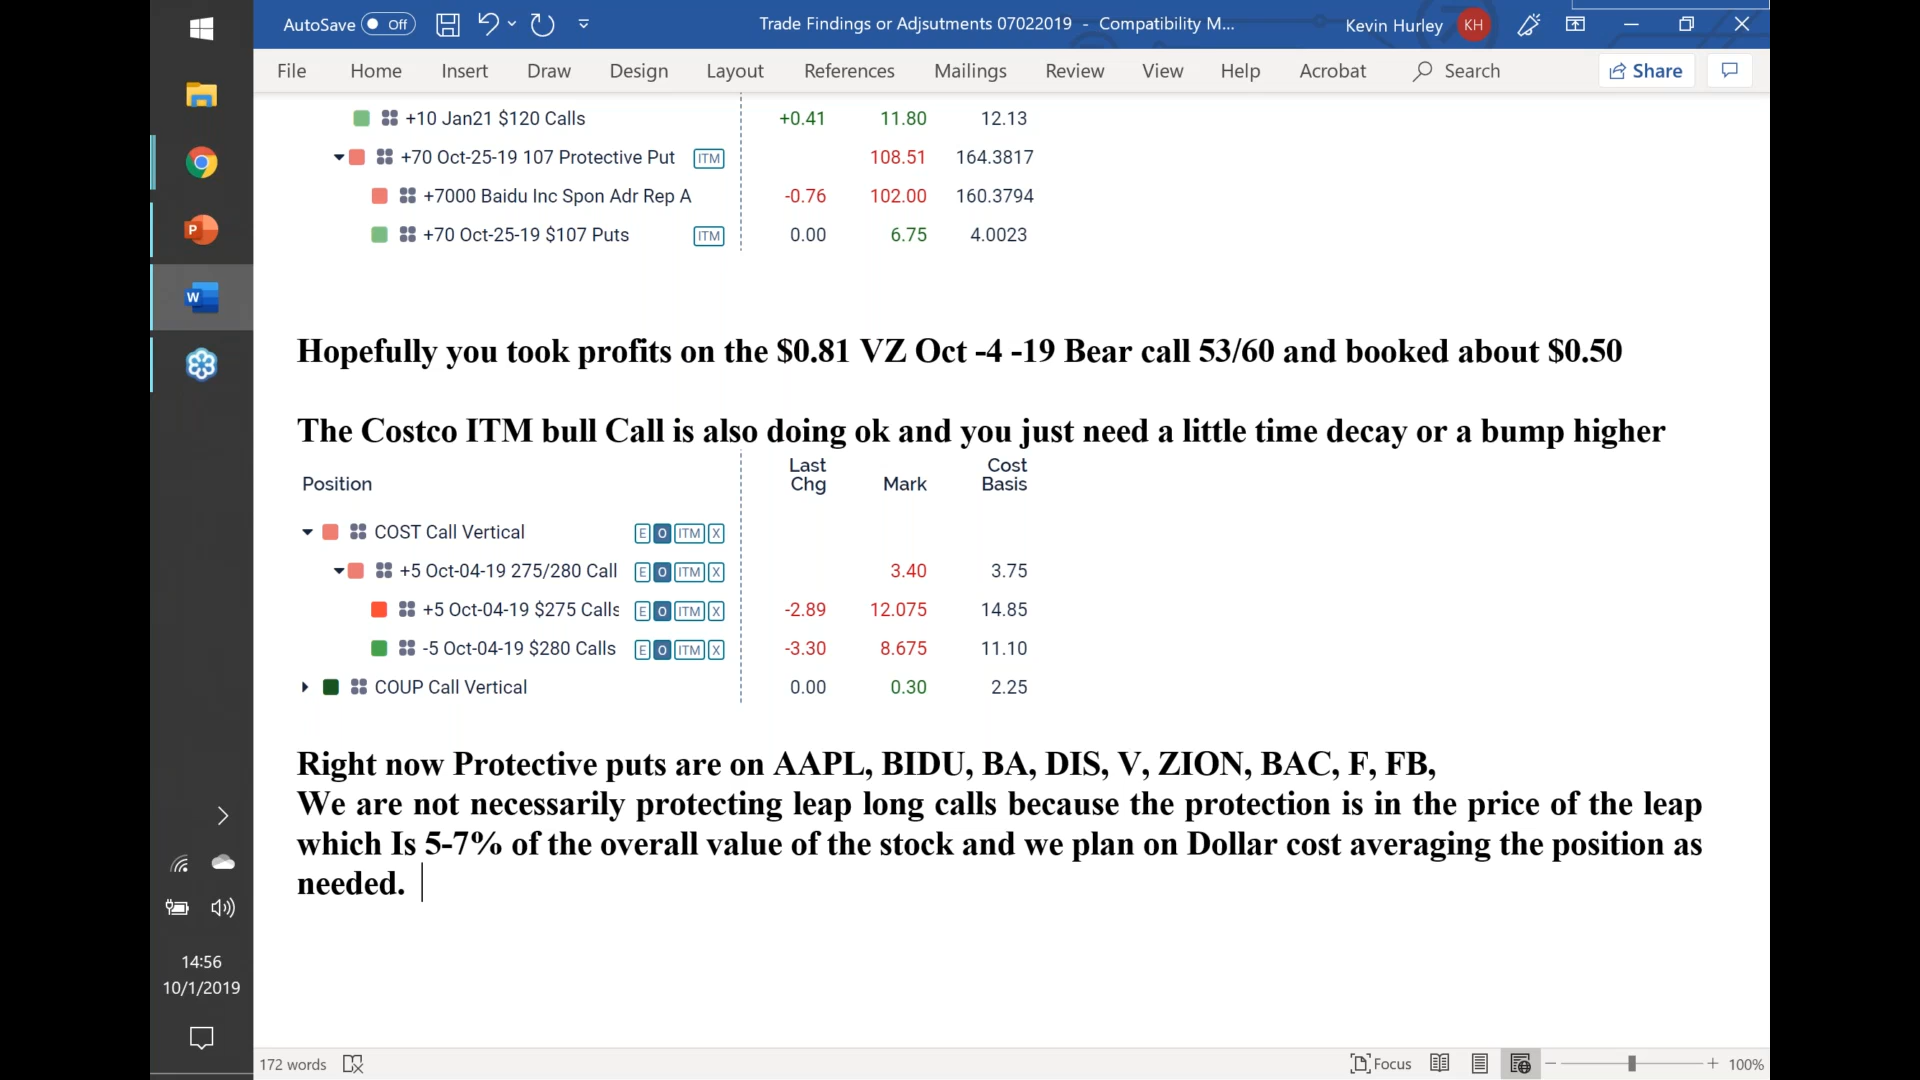 AutoSave Off
Trade Findings or Adjsutments 07022019 - Compatibility M...
Kevin Hurley KH
File Home Insert Draw Design Layout References Mailings Review View Help Acrobat Search Share
+10 Jan21 $120 Calls +0.41 11.80 12.13
+70 Oct-25-19 107 Protective Put ITM 108.51 164.3817
+7000 Baidu Inc Spon Adr Rep A -0.76 102.00 160.3794
+70 Oct-25-19 $107 Puts ITM 0.00 6.75 4.0023
Hopefully you took profits on the $0.81 VZ Oct -4 -19 Bear call 53/60 and booked about $0.50
The Costco ITM bull Call is also doing ok and you just need a little time decay or a bump higher
Position Last Chg Mark Cost Basis
COST Call Vertical E O ITM X
+5 Oct-04-19 275/280 Call E O ITM X 3.40 3.75
+5 Oct-04-19 $275 Calls E O ITM X -2.89 12.075 14.85
-5 Oct-04-19 $280 Calls E O ITM X -3.30 8.675 11.10
COUP Call Vertical 0.00 0.30 2.25
Right now Protective puts are on AAPL, BIDU, BA, DIS, V, ZION, BAC, F, FB,
We are not necessarily protecting leap long calls because the protection is in the price of the leap
which Is 5-7% of the overall value of the stock and we plan on Dollar cost averaging the position as
needed.
14:56
10/1/2019
172 words
Focus
100%